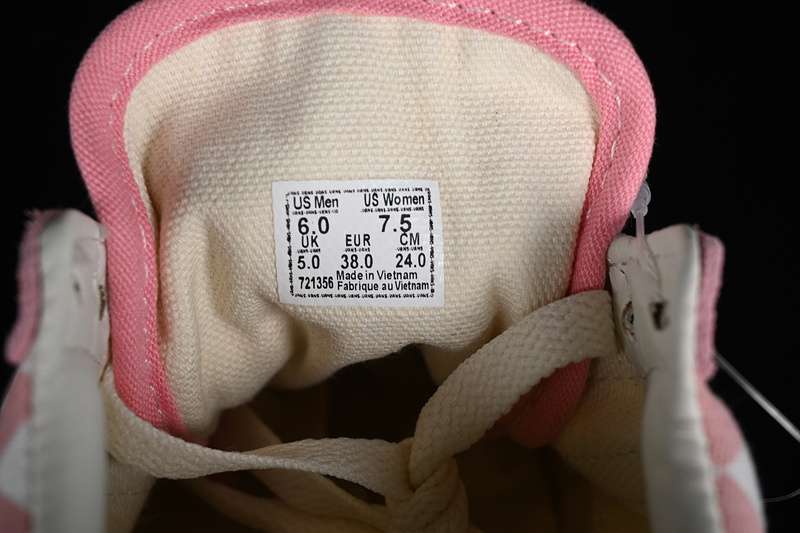 US Men US Women
6.0 7.5
UK EUR CM
5.0 38.0 24.0
721356 Made in Vietnam
Fabrique au Vietnam